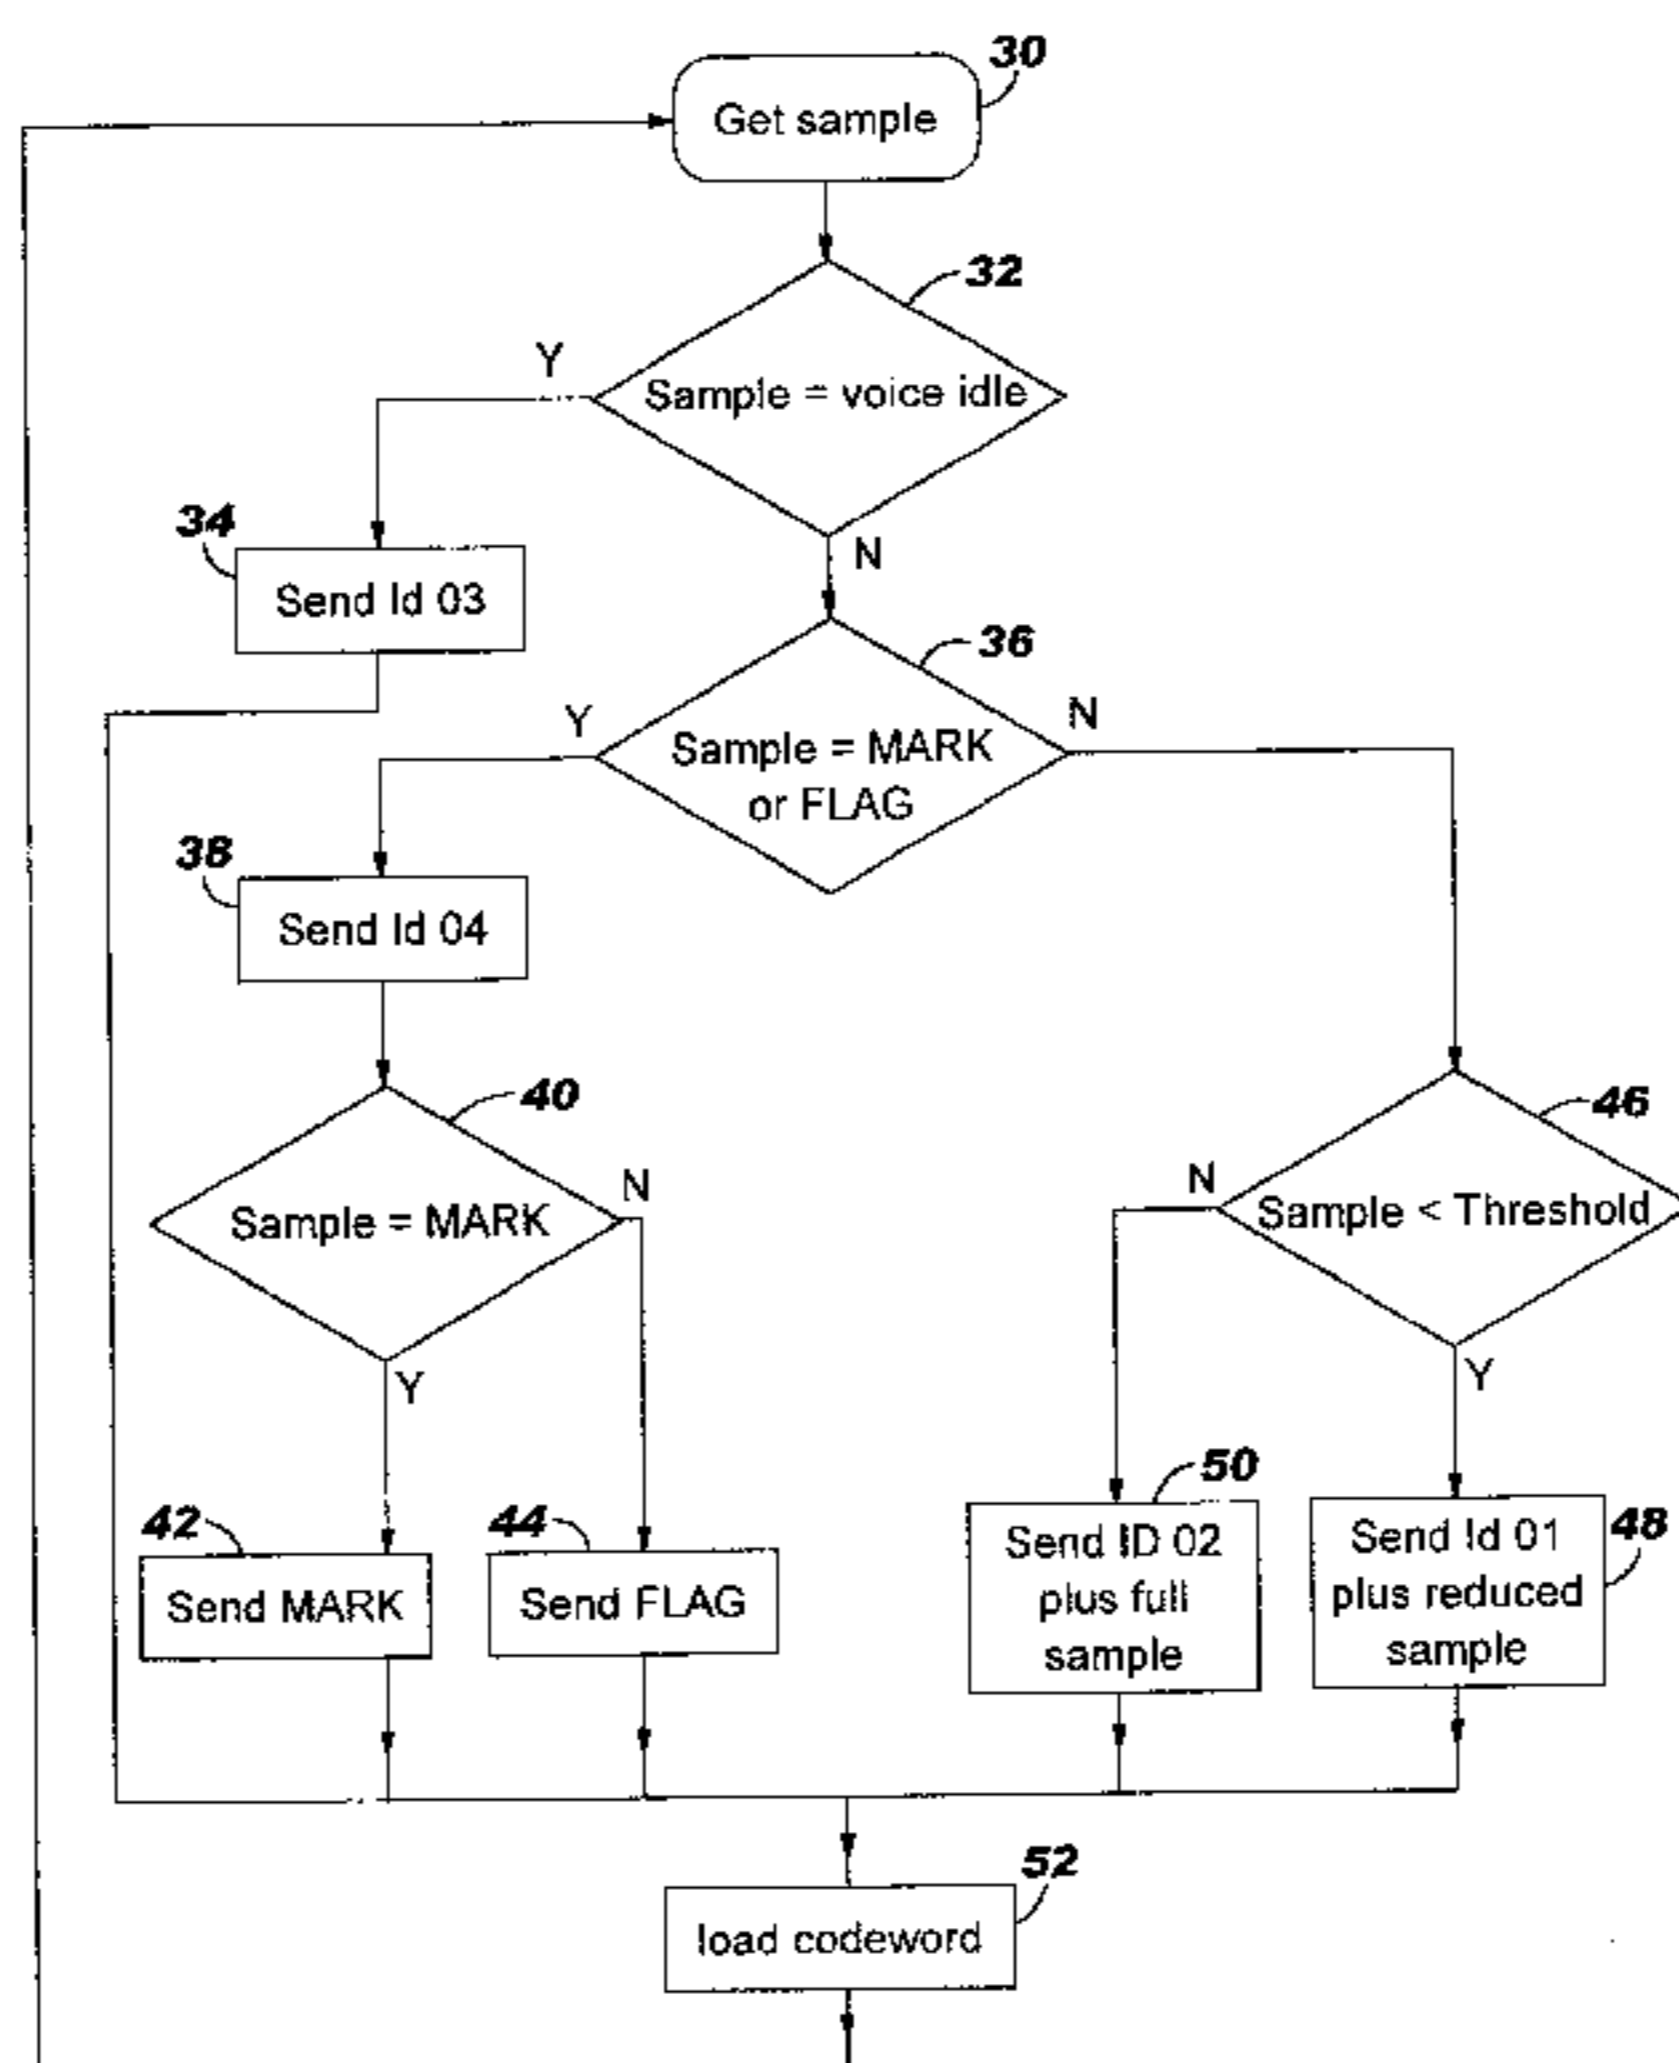 30
Get sample
32
Y
Sample = voice idle
34
N
Send Id 03
36
Y
N
Sample = MARK
or FLAG
38
Send Id 04
40
46
N
N
Sample = MARK
Sample < Threshold
Y
Y
50
42
44
Send ID 02
plus full
sample
Send Id 01
plus reduced
sample
48
Send MARK
Send FLAG
52
load codeword